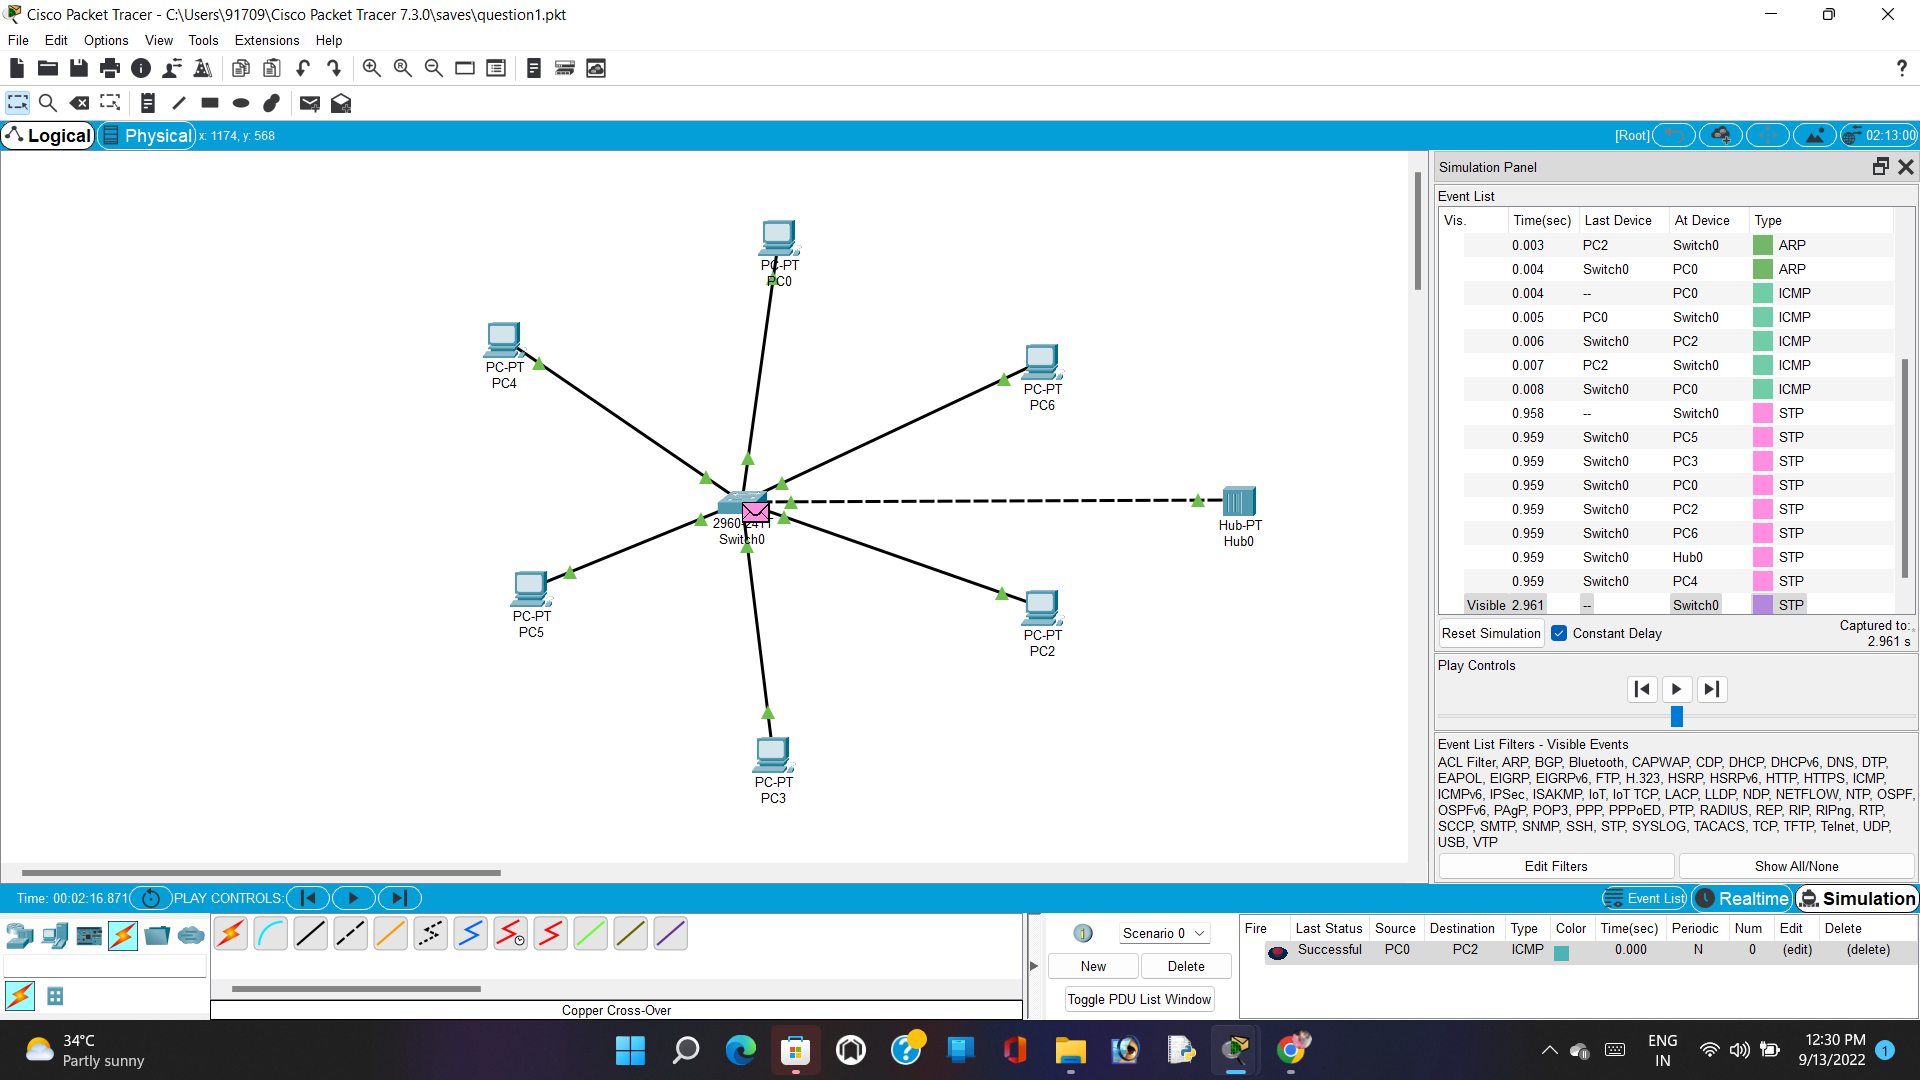 Cisco Packet Tracer - C:\Users\91709\Cisco Packet Tracer 7.3.0\saves\question1.pkt
File Edit Options View Tools Extensions Help
?
Logical Physical x: 1174, y: 568 [Root] 02:13:00
PC-PT
PC0
PC-PT
PC4
PC-PT
PC6
2960-24TT
Switch0
Hub-PT
Hub0
PC-PT
PC5
PC-PT
PC2
PC-PT
PC3
Simulation Panel
Event List
Vis. Time(sec) Last Device At Device Type
0.003 PC2 Switch0 ARP
0.004 Switch0 PC0 ARP
0.004 -- PC0 ICMP
0.005 PC0 Switch0 ICMP
0.006 Switch0 PC2 ICMP
0.007 PC2 Switch0 ICMP
0.008 Switch0 PC0 ICMP
0.958 -- Switch0 STP
0.959 Switch0 PC5 STP
0.959 Switch0 PC3 STP
0.959 Switch0 PC0 STP
0.959 Switch0 PC2 STP
0.959 Switch0 PC6 STP
0.959 Switch0 Hub0 STP
0.959 Switch0 PC4 STP
Visible 2.961 -- Switch0 STP
Reset Simulation Constant Delay Captured to:
2.961 s
Play Controls
Event List Filters - Visible Events
ACL Filter, ARP, BGP, Bluetooth, CAPWAP, CDP, DHCP, DHCPv6, DNS, DTP,
EAPOL, EIGRP, EIGRPv6, FTP, H.323, HSRP, HSRPv6, HTTP, HTTPS, ICMP,
ICMPv6, IPSec, ISAKMP, IoT, IoT TCP, LACP, LLDP, NDP, NETFLOW, NTP, OSPF,
OSPFv6, PAgP, POP3, PPP, PPPoED, PTP, RADIUS, REP, RIP, RIPng, RTP,
SCCP, SMTP, SNMP, SSH, STP, SYSLOG, TACACS, TCP, TFTP, Telnet, UDP,
USB, VTP
Edit Filters Show All/None
Time: 00:02:16.871 PLAY CONTROLS: Event List Realtime Simulation
1 Scenario 0
New Delete
Toggle PDU List Window
Copper Cross-Over
Fire Last Status Source Destination Type Color Time(sec) Periodic Num Edit Delete
Successful PC0 PC2 ICMP 0.000 N 0 (edit) (delete)
34°C
Partly sunny
ENG
IN
12:30 PM
9/13/2022
1